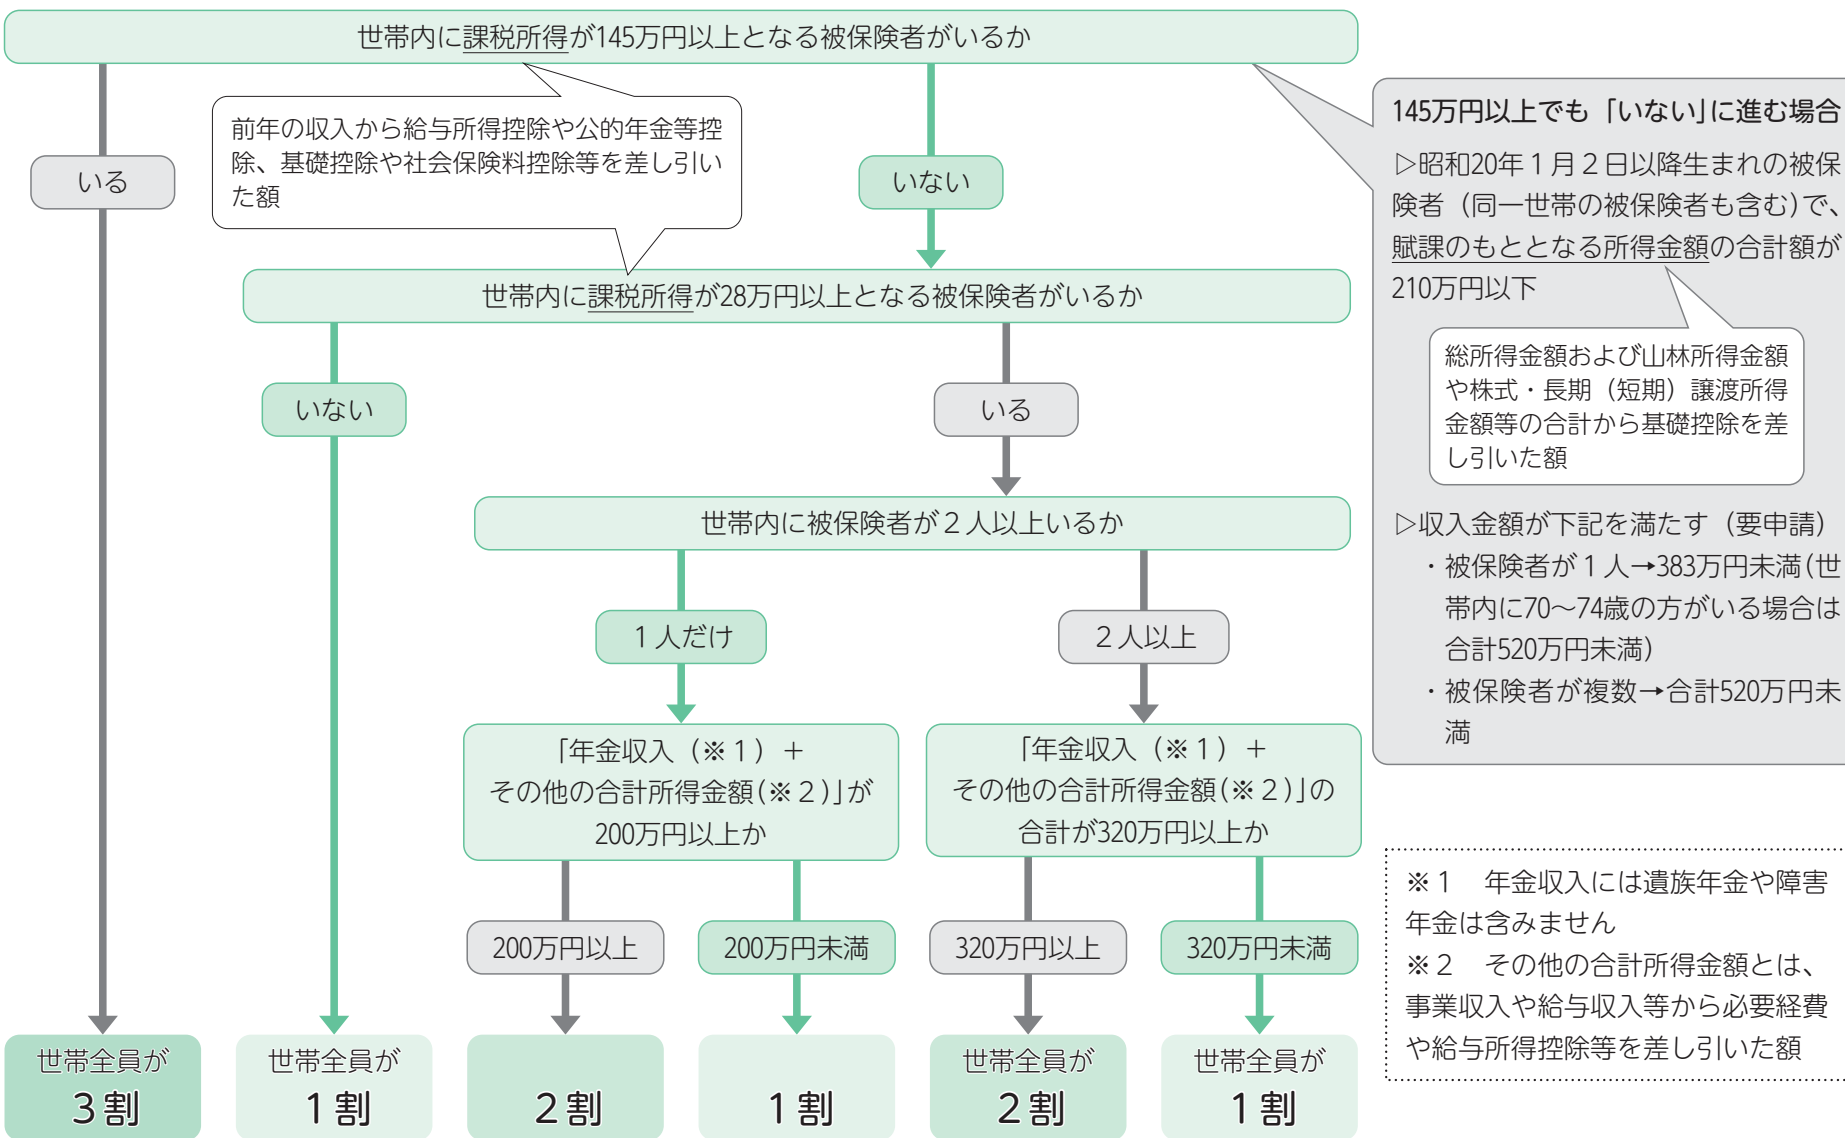 世帯内に課税所得が145万円以上となる被保険者がいるか
前年の収入から給与所得控除や公的年金等控
除、基礎控除や社会保険料控除等を差し引い
た額
いる
いない
世帯内に課税所得が28万円以上となる被保険者がいるか
いない
いる
世帯内に被保険者が２人以上いるか
１人だけ
２人以上
「年金収入（※１）＋
その他の合計所得金額(※２)」が
200万円以上か
「年金収入（※１）＋
その他の合計所得金額(※２)」の
合計が320万円以上か
200万円以上
200万円未満
320万円以上
320万円未満
世帯全員が
３割
世帯全員が
１割
２割
１割
世帯全員が
２割
世帯全員が
１割
145万円以上でも「いない」に進む場合
▷昭和20年１月２日以降生まれの被保
険者（同一世帯の被保険者も含む）で、
賦課のもととなる所得金額の合計額が
210万円以下
総所得金額および山林所得金額
や株式・長期（短期）譲渡所得
金額等の合計から基礎控除を差
し引いた額
▷収入金額が下記を満たす（要申請）
・被保険者が１人→383万円未満(世
帯内に70～74歳の方がいる場合は
合計520万円未満）
・被保険者が複数→合計520万円未
満
※１　年金収入には遺族年金や障害
年金は含みません
※２　その他の合計所得金額とは、
事業収入や給与収入等から必要経費
や給与所得控除等を差し引いた額